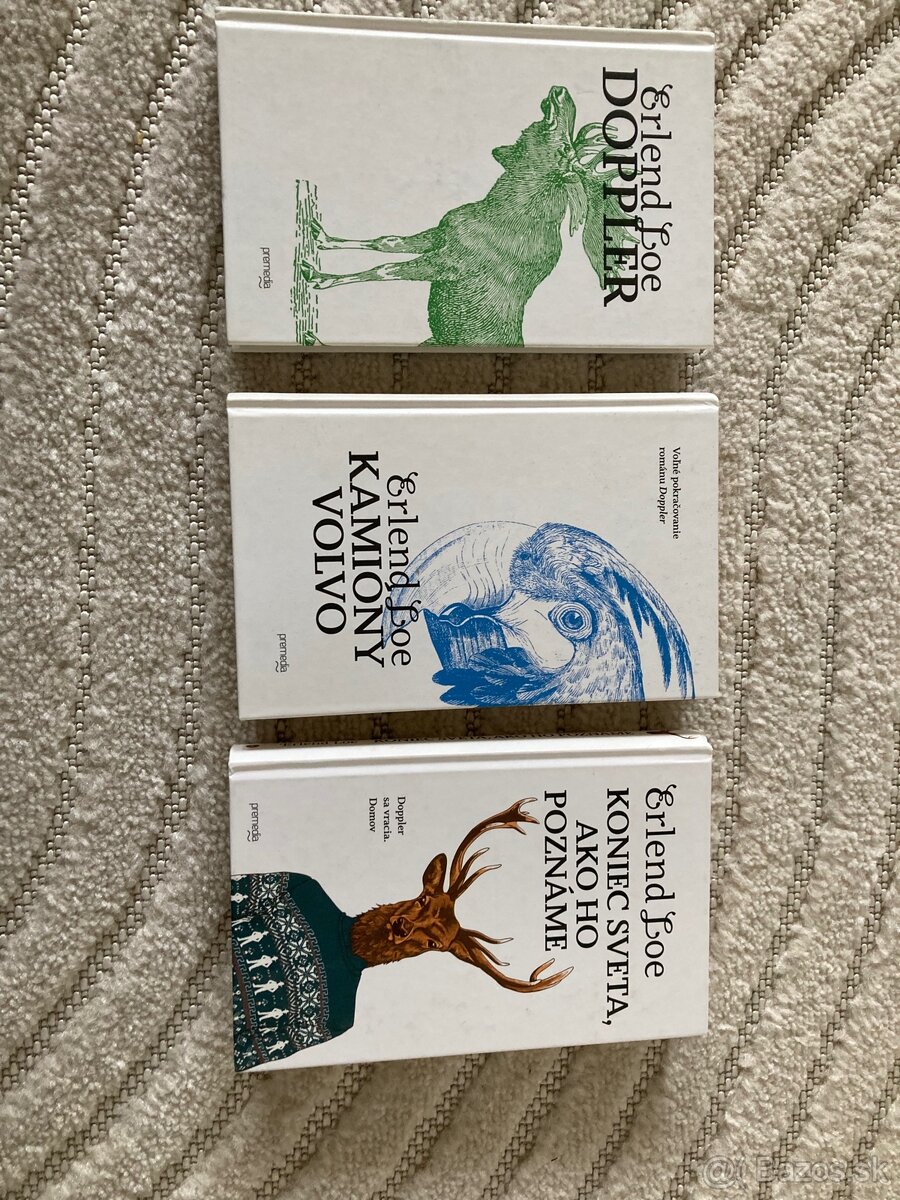 Erlend Loe
DOPPLER
premedia
Voľné pokračovanie
románu Doppler
Erlend Loe
KAMIONY
VOLVO
premedia
Erlend Loe
KONIEC SVETA,
AKO HO
POZNÁME
Doppler
sa vracia.
Domov
premedia
Bazos.sk